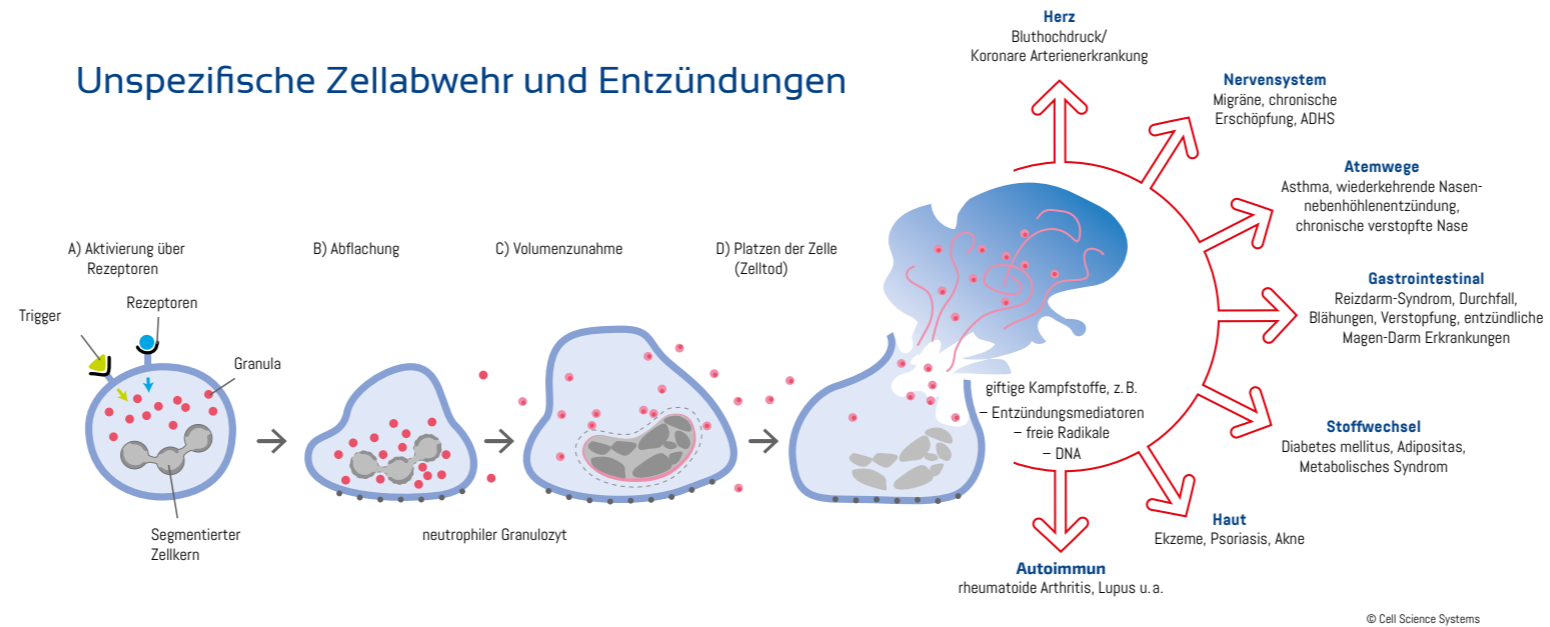 Unspezifische Zellabwehr und Entzündungen
A) Aktivierung über
Rezeptoren
B) Abflachung
C) Volumenzunahme
D) Platzen der Zelle
(Zelltod)
Trigger
Rezeptoren
Granula
Segmentierter
Zellkern
neutrophiler Granulozyt
giftige Kampfstoffe, z. B.
– Entzündungsmediatoren
– freie Radikale
– DNA
Herz
Bluthochdruck/
Koronare Arterienerkrankung
Nervensystem
Migräne, chronische
Erschöpfung, ADHS
Atemwege
Asthma, wiederkehrende Nasen-
nebenhöhlenentzündung,
chronische verstopfte Nase
Gastrointestinal
Reizdarm-Syndrom, Durchfall,
Blähungen, Verstopfung, entzündliche
Magen-Darm Erkrankungen
Stoffwechsel
Diabetes mellitus, Adipositas,
Metabolisches Syndrom
Haut
Ekzeme, Psoriasis, Akne
Autoimmun
rheumatoide Arthritis, Lupus u. a.
© Cell Science Systems